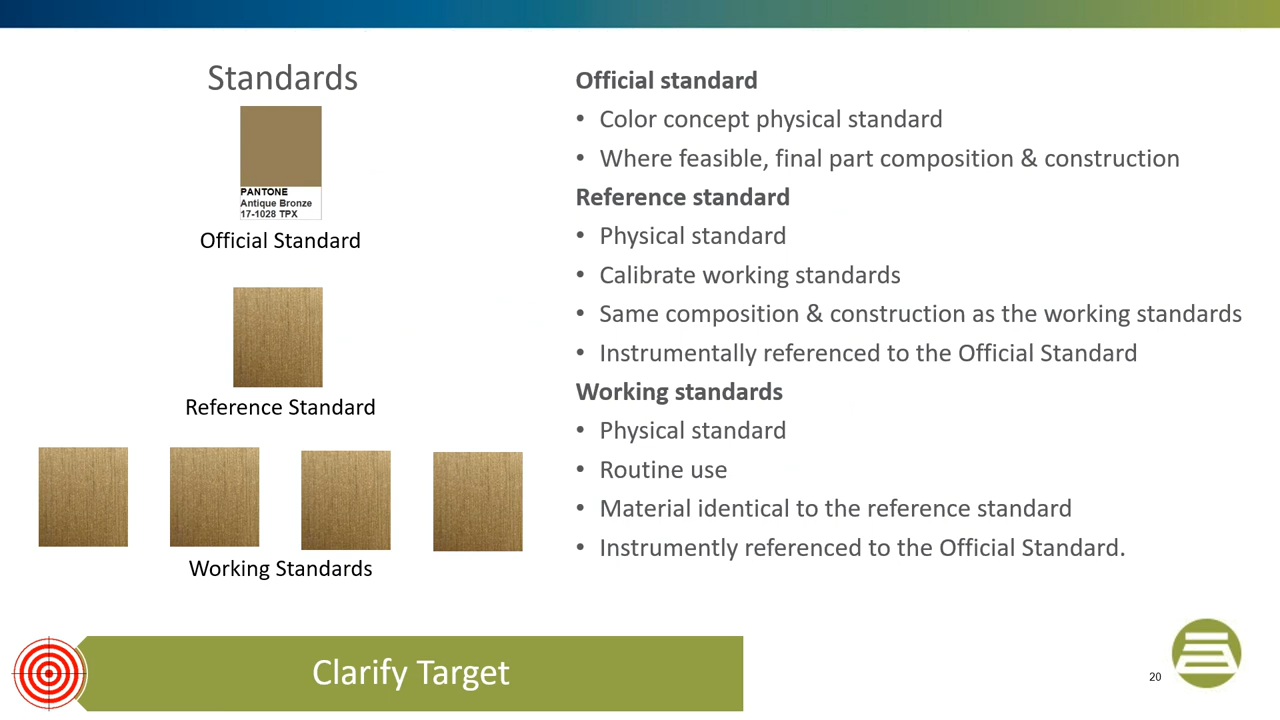 Standards
PANTONE
Antique Bronze
17-1028 TPX
Official Standard
Reference Standard
Working Standards
Official standard
• Color concept physical standard
• Where feasible, final part composition & construction
Reference standard
• Physical standard
• Calibrate working standards
• Same composition & construction as the working standards
• Instrumentally referenced to the Official Standard
Working standards
• Physical standard
• Routine use
• Material identical to the reference standard
• Instrumently referenced to the Official Standard.
Clarify Target
20